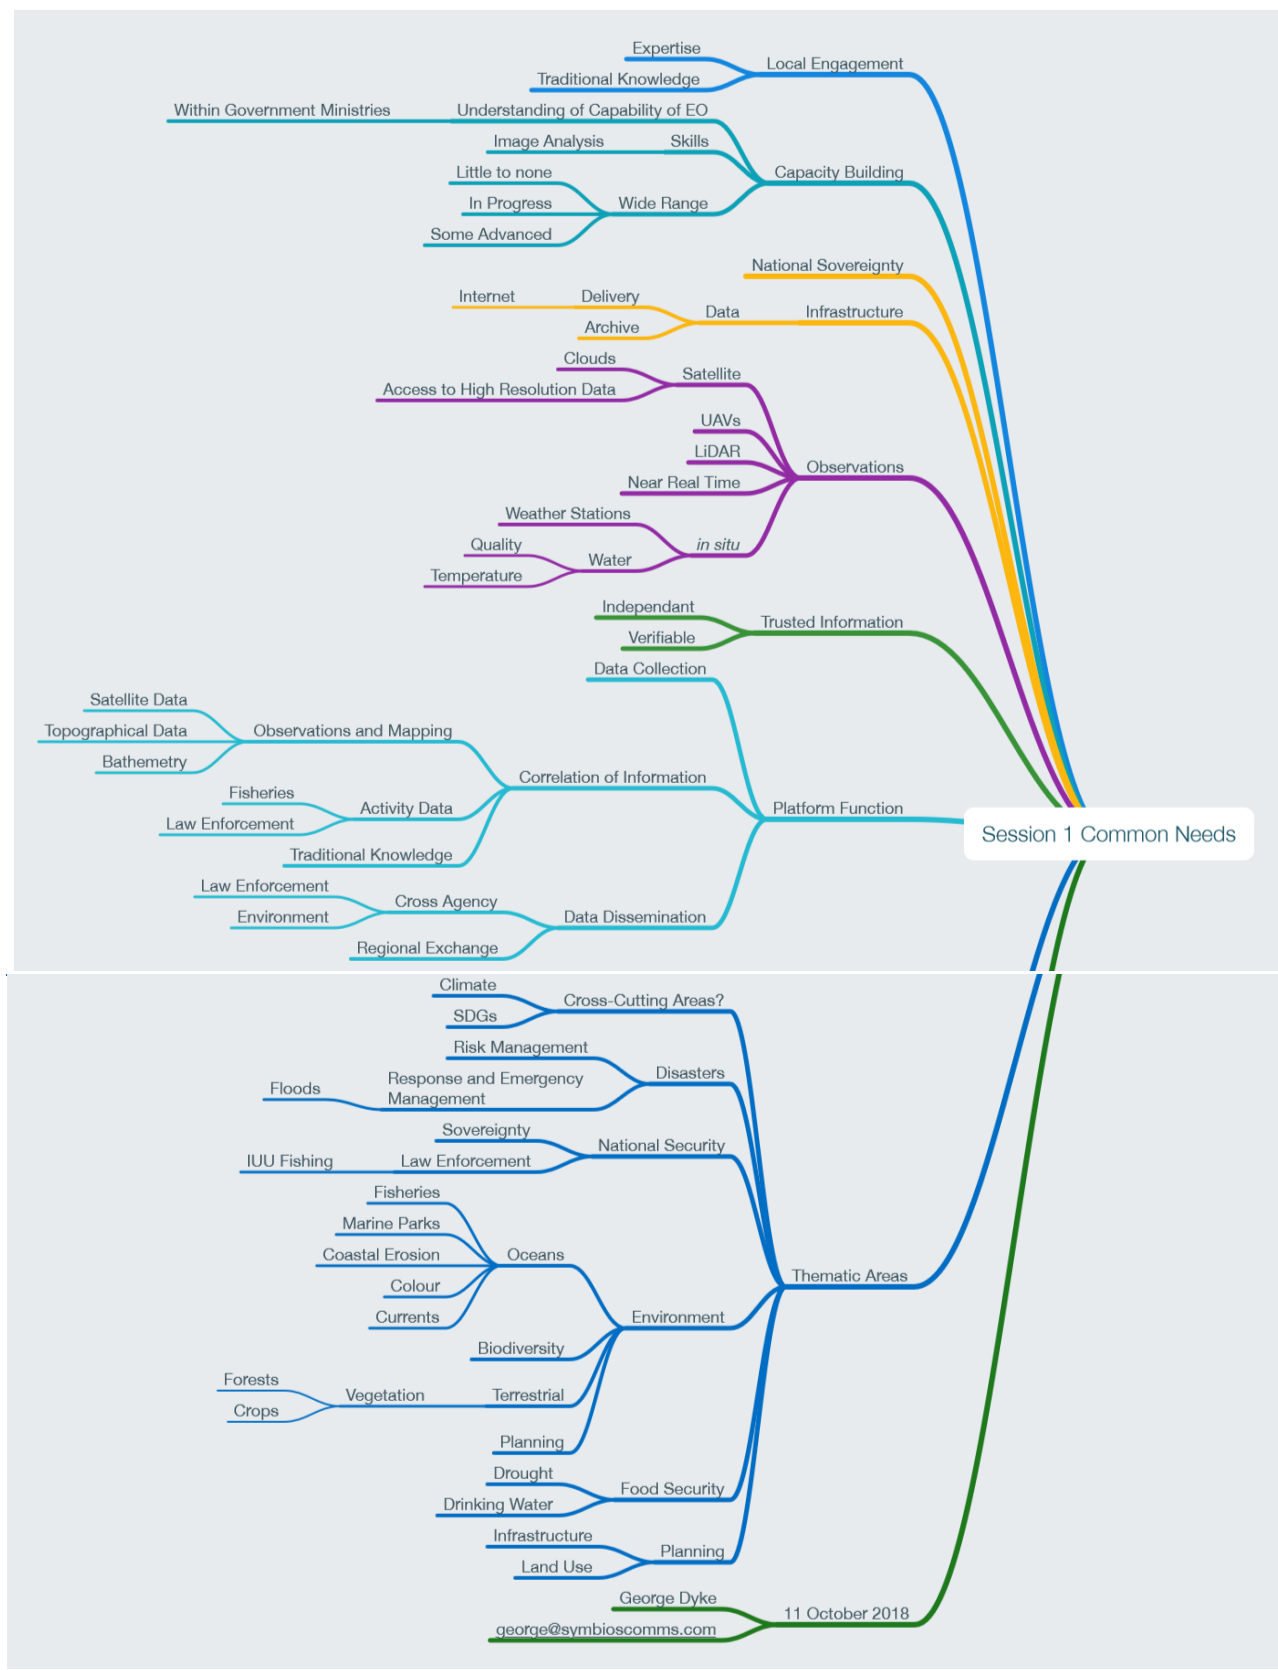 Expertise
Local Engagement
Traditional Knowledge
Within Government Ministries
Understanding of Capability of EO
Image Analysis
Skills
Capacity Building
Little to none
In Progress
Wide Range
Some Advanced
National Sovereignty
Internet
Delivery
Data
Infrastructure
Archive
Clouds
Satellite
Access to High Resolution Data
UAVs
LiDAR
Observations
Near Real Time
Weather Stations
in situ
Quality
Water
Temperature
Independant
Trusted Information
Verifiable
Data Collection
Satellite Data
Topographical Data
Observations and Mapping
Bathemetry
Correlation of Information
Fisheries
Activity Data
Law Enforcement
Platform Function
Traditional Knowledge
Session 1 Common Needs
Law Enforcement
Cross Agency
Environment
Data Dissemination
Regional Exchange
Climate
Cross-Cutting Areas?
SDGs
Risk Management
Disasters
Floods
Response and Emergency
Management
Sovereignty
National Security
IUU Fishing
Law Enforcement
Fisheries
Marine Parks
Coastal Erosion
Oceans
Colour
Currents
Thematic Areas
Environment
Biodiversity
Forests
Vegetation
Terrestrial
Crops
Planning
Drought
Food Security
Drinking Water
Infrastructure
Planning
Land Use
George Dyke
11 October 2018
george@symbioscomms.com